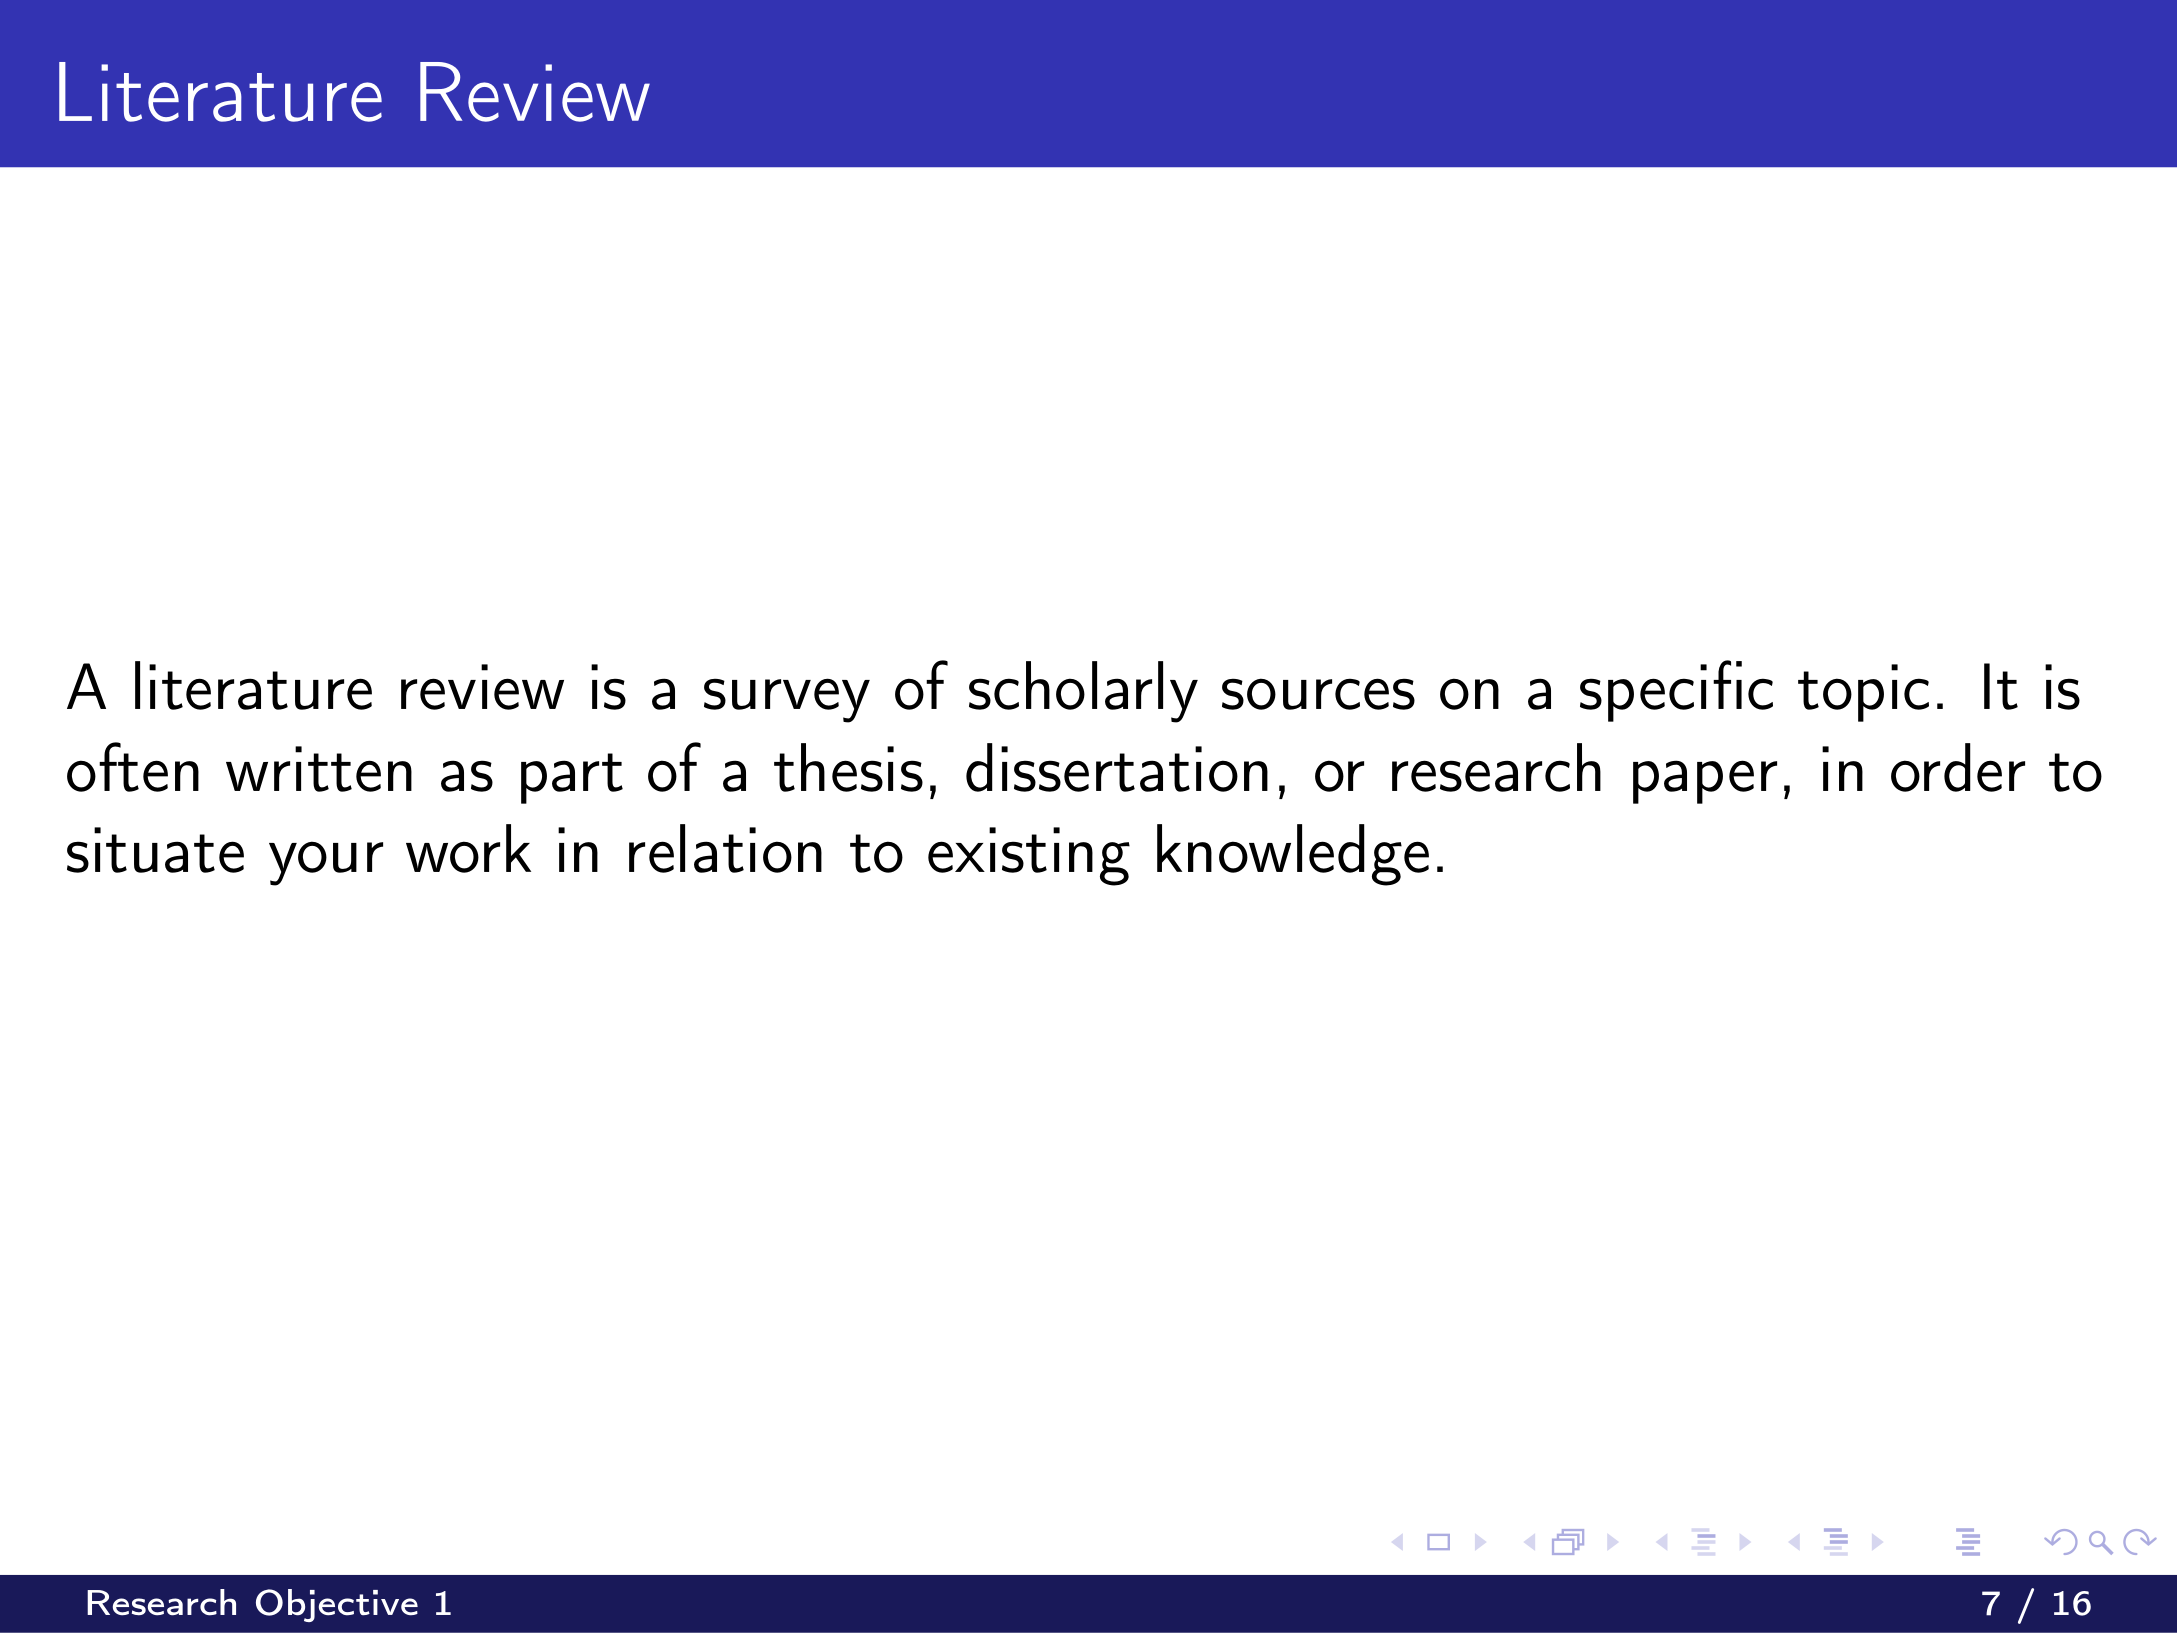 Literature Review
A literature review is a survey of scholarly sources on a specific topic. It is
often written as part of a thesis, dissertation, or research paper, in order to
situate your work in relation to existing knowledge.
Research Objective 1
7 / 16